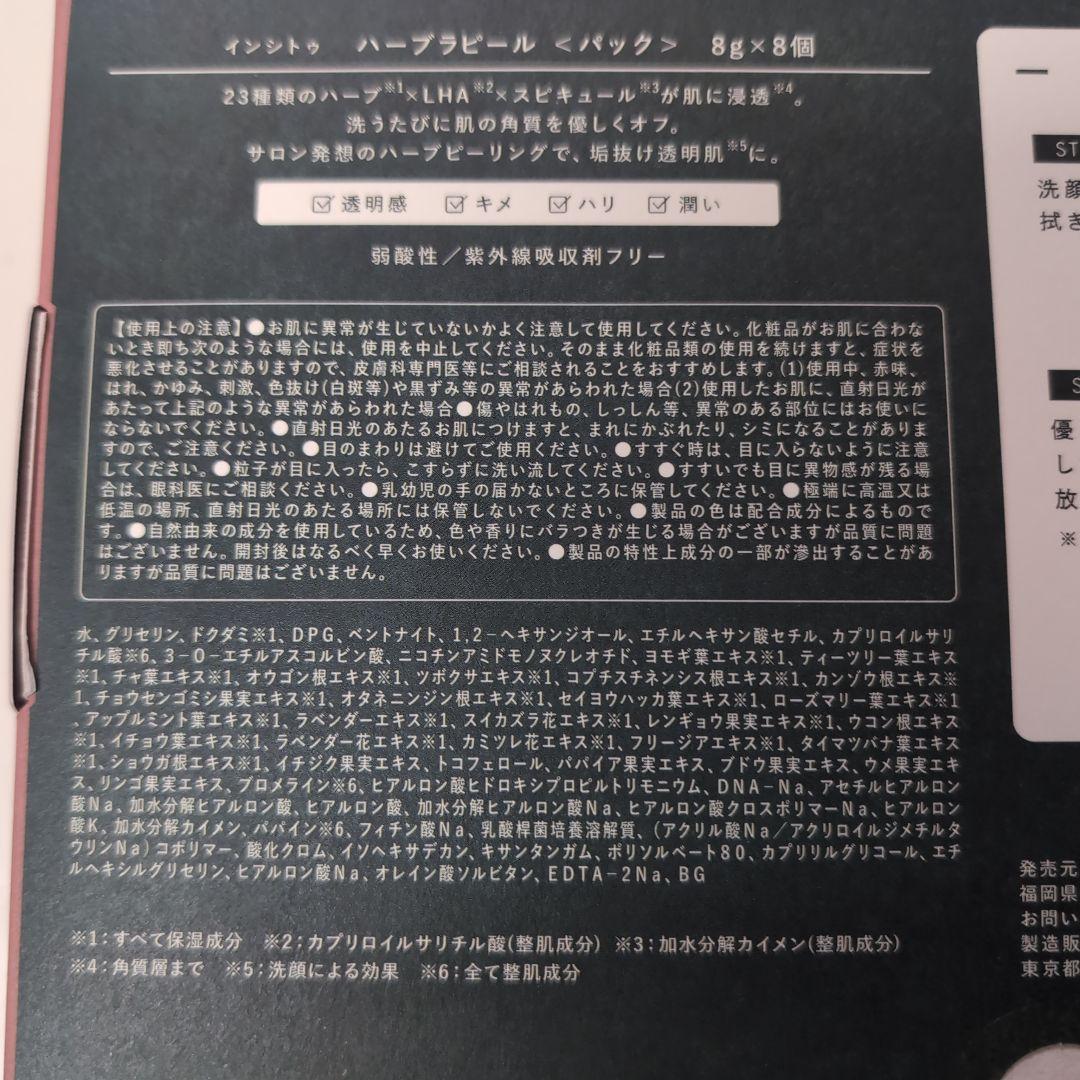 インシトゥ ハーブラピール <パック> 8g×8個
23種類のハーブ※1×LHA※2×スピキュール※3が肌に浸透※4。
洗うたびに肌の角質を優しくオフ。
サロン発想のハーブピーリングで、垢抜け透明肌※5に。
透明感 キメ ハリ 潤い
弱酸性／紫外線吸収剤フリー
【使用上の注意】●お肌に異常が生じていないかよく注意して使用してください。化粧品がお肌に合わな
いとき即ち次のような場合には、使用を中止してください。そのまま化粧品類の使用を続けますと、症状を
悪化させることがありますので、皮膚科専門医等にご相談されることをおすすめします。(1)使用中、赤味、
はれ、かゆみ、刺激、色抜け(白斑等)や黒ずみ等の異常があらわれた場合(2)使用したお肌に、直射日光が
あたって上記のような異常があらわれた場合●傷やはれもの、しっしん等、異常のある部位にはお使いに
ならないでください。●直射日光のあたるお肌につけますと、まれにかぶれたり、シミになることがありま
すので、ご注意ください。●目のまわりは避けてご使用ください。●すすぐ時は、目に入らないように注意
してください。●粒子が目に入ったら、こすらずに洗い流してください。●すすいでも目に異物感が残る場
合は、眼科医にご相談ください。●乳幼児の手の届かないところに保管してください。●極端に高温又は
低温の場所、直射日光のあたる場所には保管しないでください。●製品の色は配合成分によるもので
す。●自然由来の成分を使用しているため、色や香りにバラつきが生じる場合がございますが品質に問題
はございません。開封後はなるべく早くお使いください。●製品の特性上成分の一部が滲出することがあ
りますが品質に問題はございません。
水、グリセリン、ドクダミ※1、DPG、ベントナイト、1,2-ヘキサンジオール、エチルヘキサン酸セチル、カプリロイルサリ
チル酸※6、3-O-エチルアスコルビン酸、ニコチンアミドモノヌクレオチド、ヨモギ葉エキス※1、ティーツリー葉エキス
※1、チャ葉エキス※1、オウゴン根エキス※1、ツボクサエキス※1、コプチスチネンシス根エキス※1、カンゾウ根エキス※
1、チョウセンゴミシ果実エキス※1、オタネニンジン根エキス※1、セイヨウハッカ葉エキス※1、ローズマリー葉エキス※1
、アップルミント葉エキス※1、ラベンダーエキス※1、スイカズラ花エキス※1、レンギョウ果実エキス※1、ウコン根エキス
※1、イチョウ葉エキス※1、ラベンダー花エキス※1、カミツレ花エキス※1、フリージアエキス※1、タイマツバナ葉エキス
※1、ショウガ根エキス※1、イチジク果実エキス、トコフェロール、パパイア果実エキス、ブドウ果実エキス、ウメ果実エキ
ス、リンゴ果実エキス、ブロメライン※6、ヒアルロン酸ヒドロキシプロピルトリモニウム、DNA-Na、アセチルヒアルロン
酸Na、加水分解ヒアルロン酸、ヒアルロン酸、加水分解ヒアルロン酸Na、ヒアルロン酸クロスポリマーNa、ヒアルロン
酸K、加水分解カイメン、パパイン※6、フィチン酸Na、乳酸桿菌培養溶解質、(アクリル酸Na／アクリロイルジメチルタ
ウリンNa)コポリマー、酸化クロム、イソヘキサデカン、キサンタンガム、ポリソルベート80、カプリリルグリコール、エチ
ルヘキシルグリセリン、ヒアルロン酸Na、オレイン酸ソルビタン、EDTA-2Na、BG
※1：すべて保湿成分 ※2：カプリロイルサリチル酸(整肌成分) ※3：加水分解カイメン(整肌成分)
※4：角質層まで ※5：洗顔による効果 ※6：全て整肌成分
ST
洗顔
拭き
S
優
し
放
※
発売元
福岡県
お問い
製造販
東京都